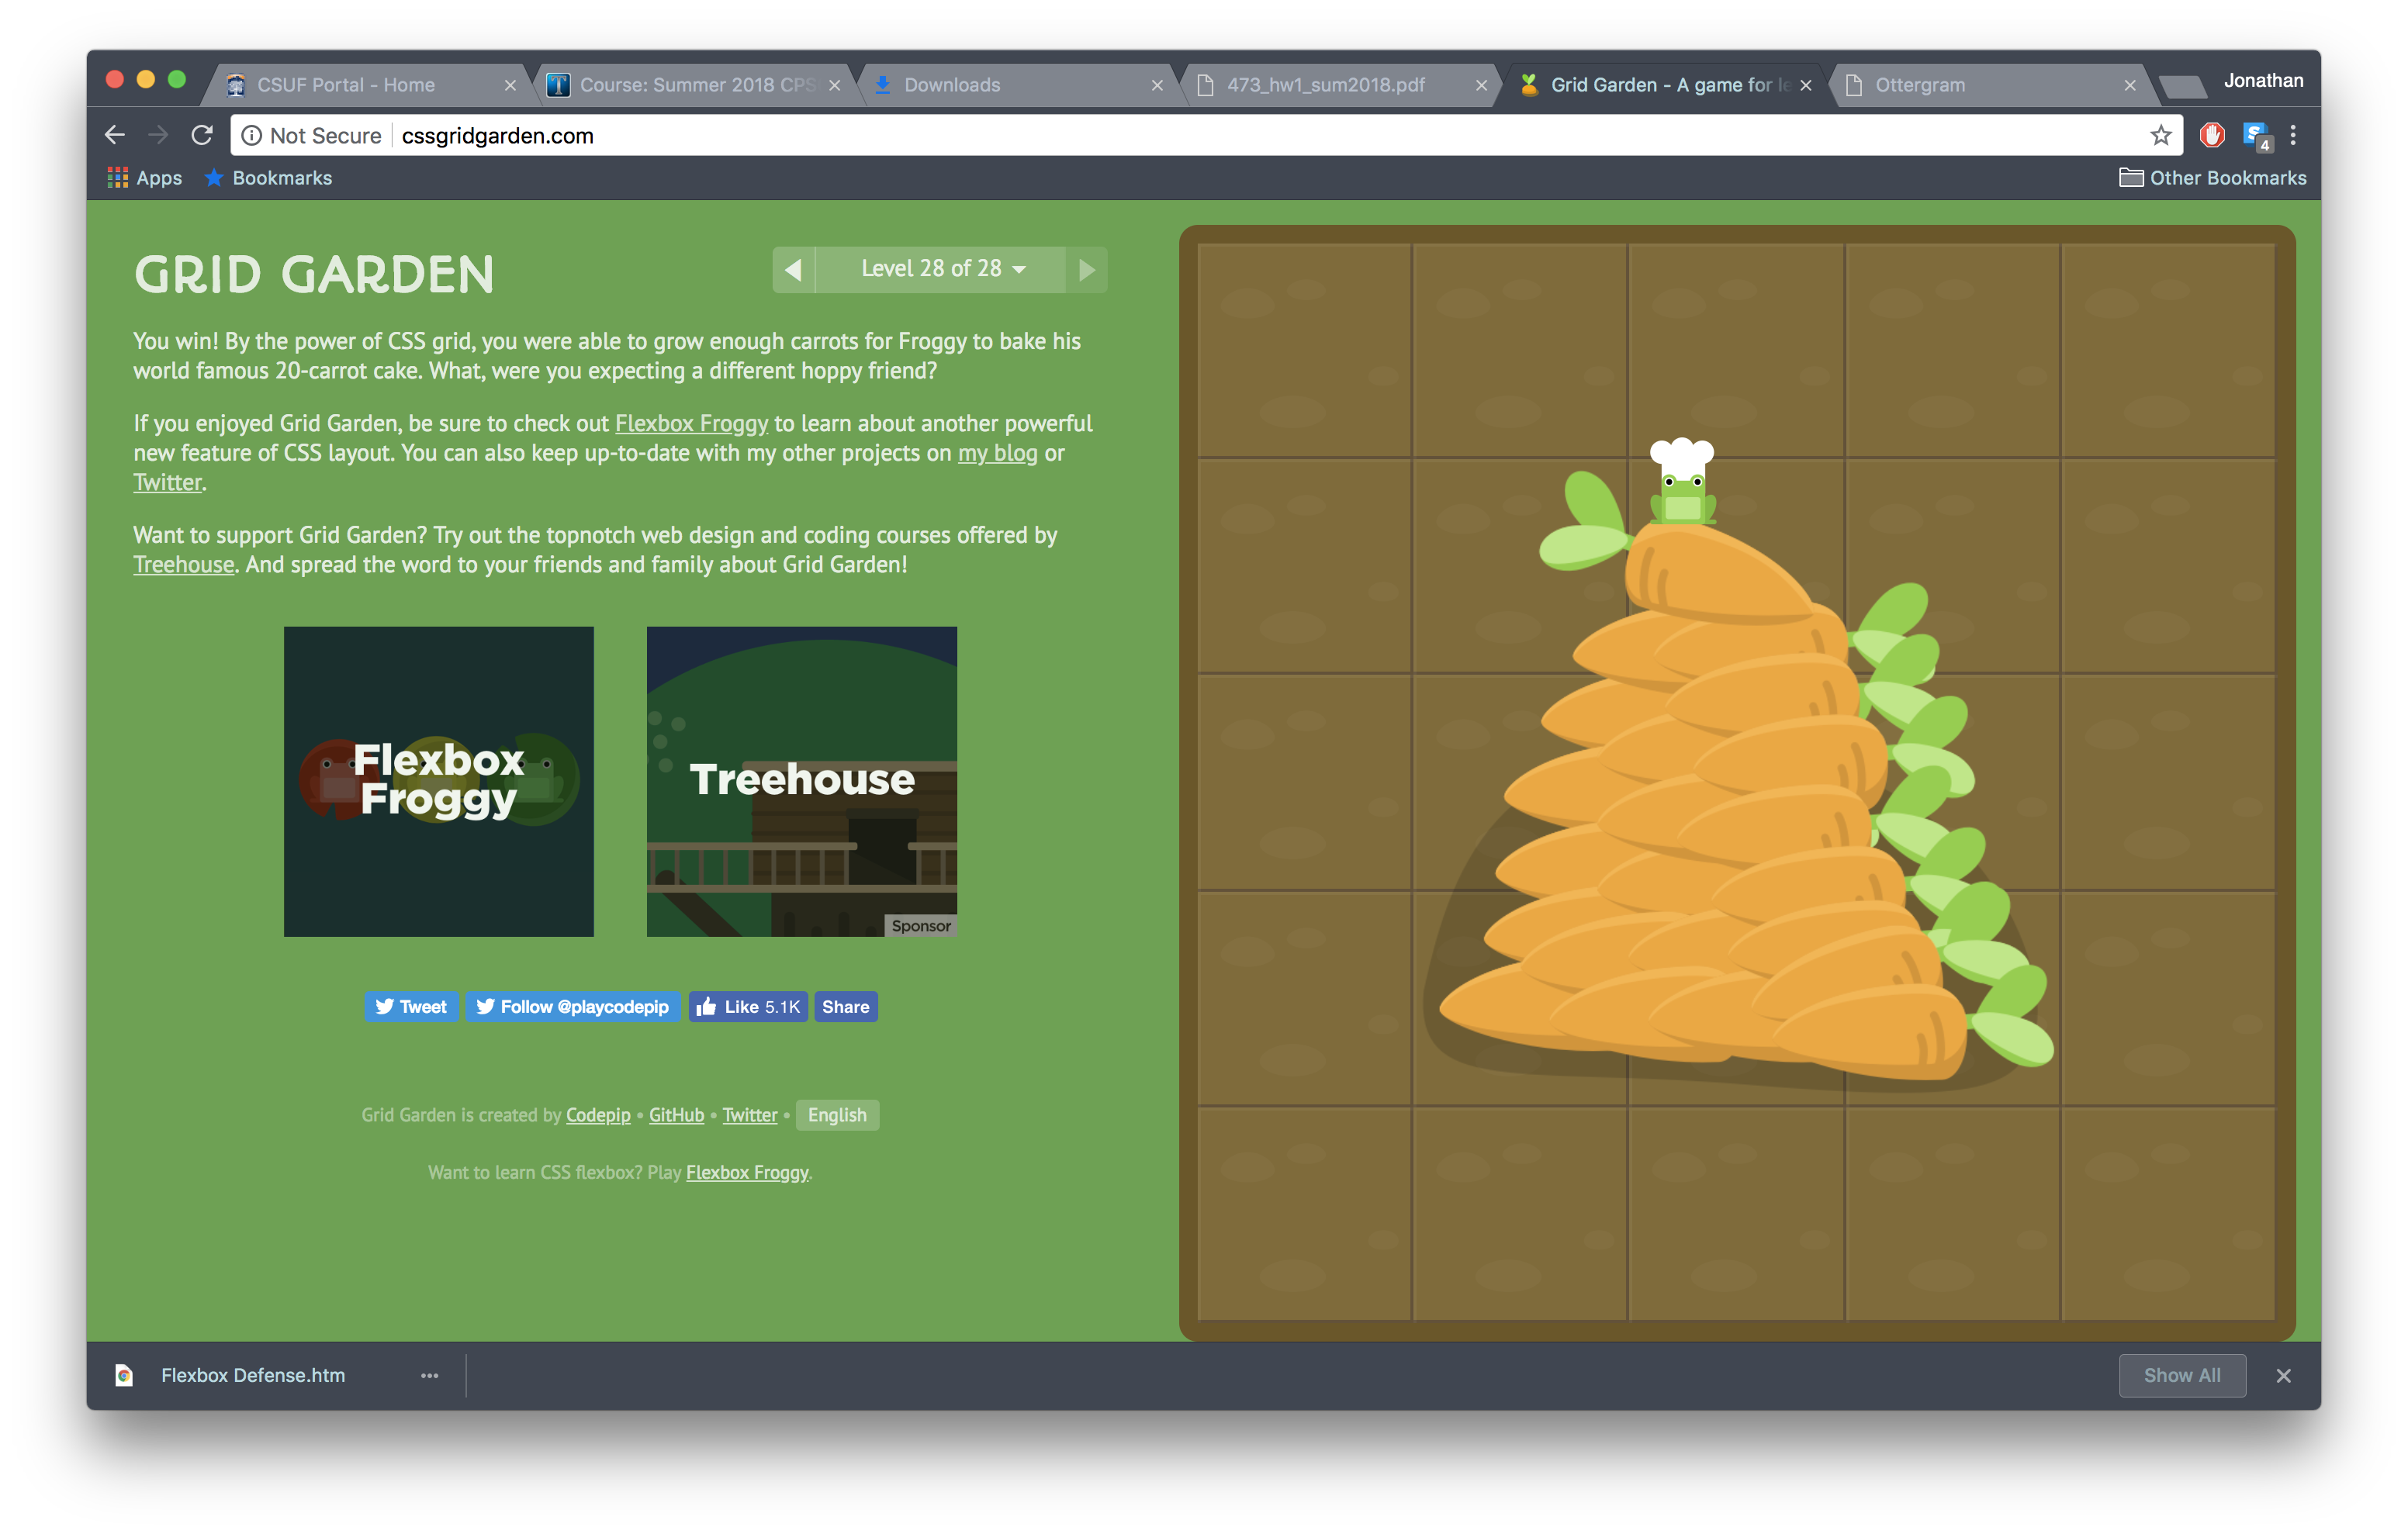 CSUF Portal - Home
Course: Summer 2018 CPS
Downloads
473_hw1_sum2018.pdf
Grid Garden - A game for le
Ottergram
Jonathan
Not Secure
cssgridgarden.com
S
4
Apps
Bookmarks
Other Bookmarks
GRID GARDEN
Level 28 of 28
You win! By the power of CSS grid, you were able to grow enough carrots for Froggy to bake his
world famous 20-carrot cake. What, were you expecting a different hoppy friend?
If you enjoyed Grid Garden, be sure to check out Flexbox Froggy to learn about another powerful
new feature of CSS layout. You can also keep up-to-date with my other projects on my blog or
Twitter.
Want to support Grid Garden? Try out the topnotch web design and coding courses offered by
Treehouse. And spread the word to your friends and family about Grid Garden!
Flexbox
Froggy
Treehouse
Sponsor
Tweet
Follow @playcodepip
Like 5.1K
Share
Grid Garden is created by Codepip • GitHub • Twitter • English
Want to learn CSS flexbox? Play Flexbox Froggy.
Flexbox Defense.htm
Show All